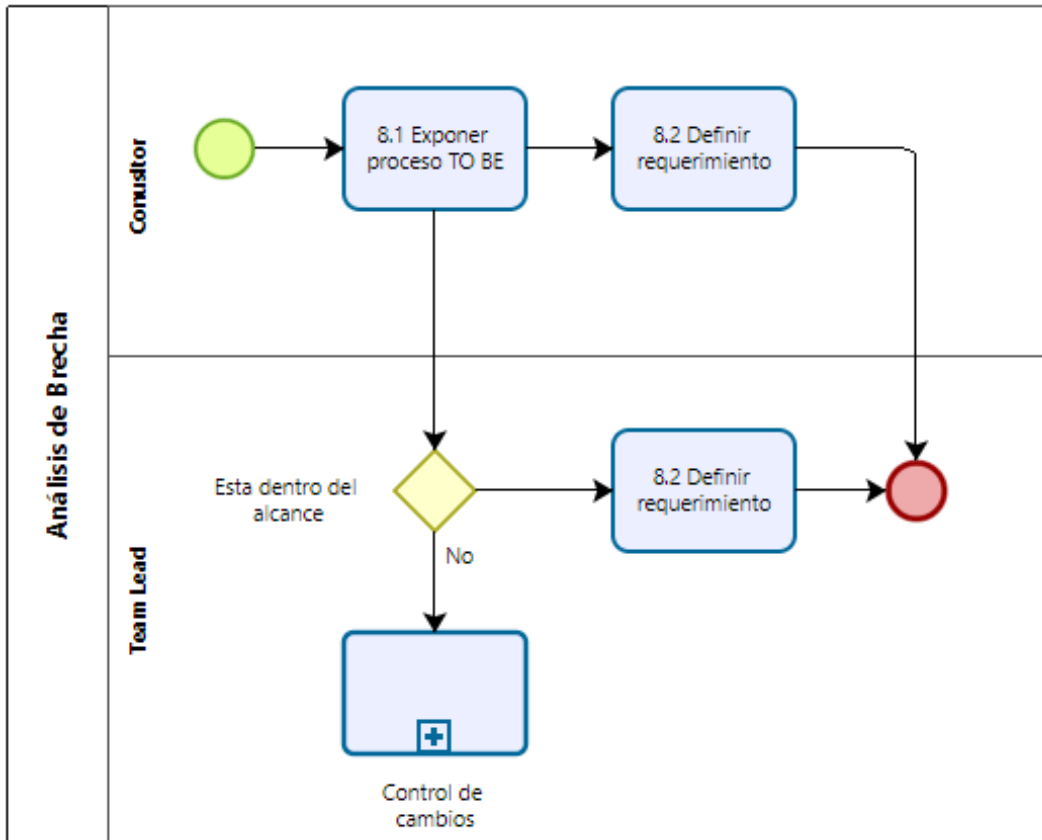 Análisis de Brecha
Conusltor
8.1 Exponer
proceso TO BE
8.2 Definir
requerimiento
Team Lead
Esta dentro del
alcance
No
8.2 Definir
requerimiento
Control de
cambios